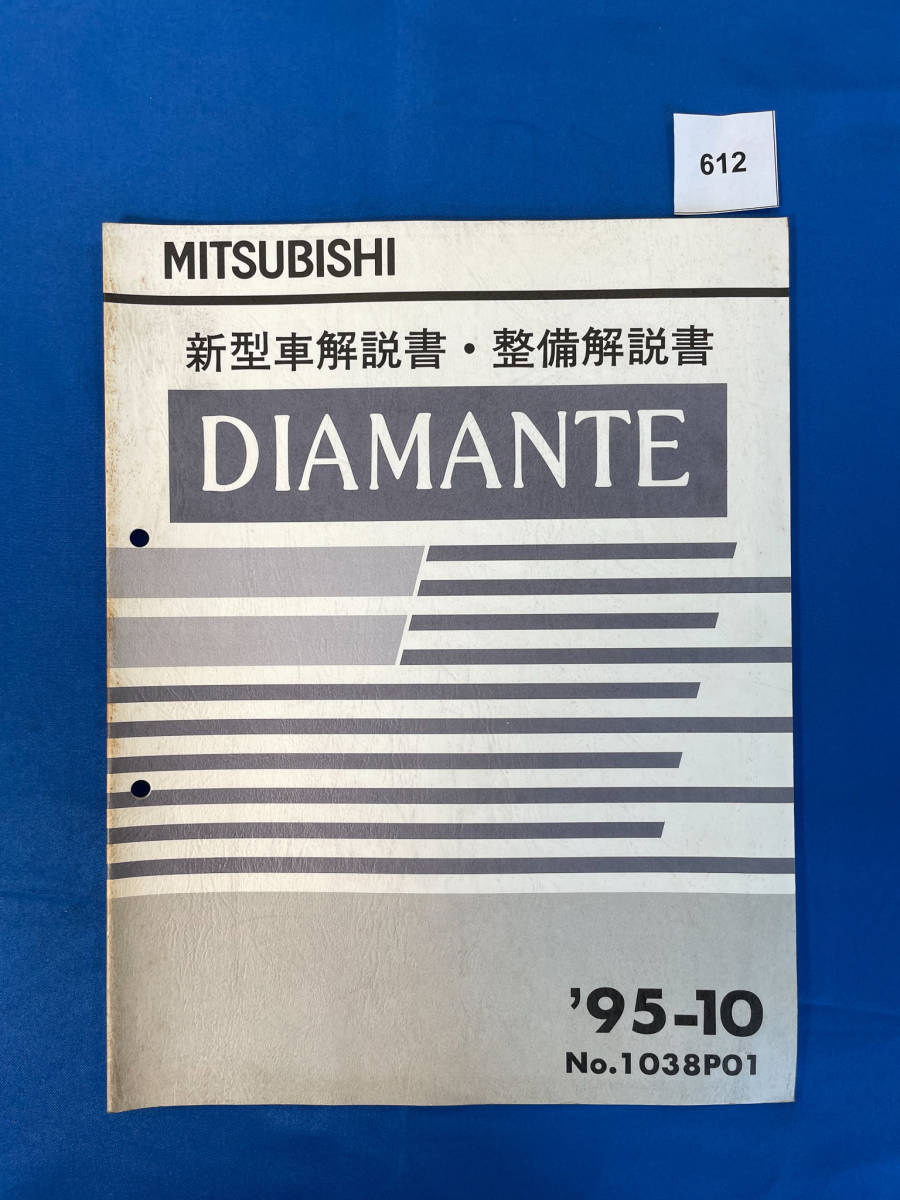 612
MITSUBISHI
新型車解説書・整備解説書
DIAMANTE
'95-10
No.1038P01